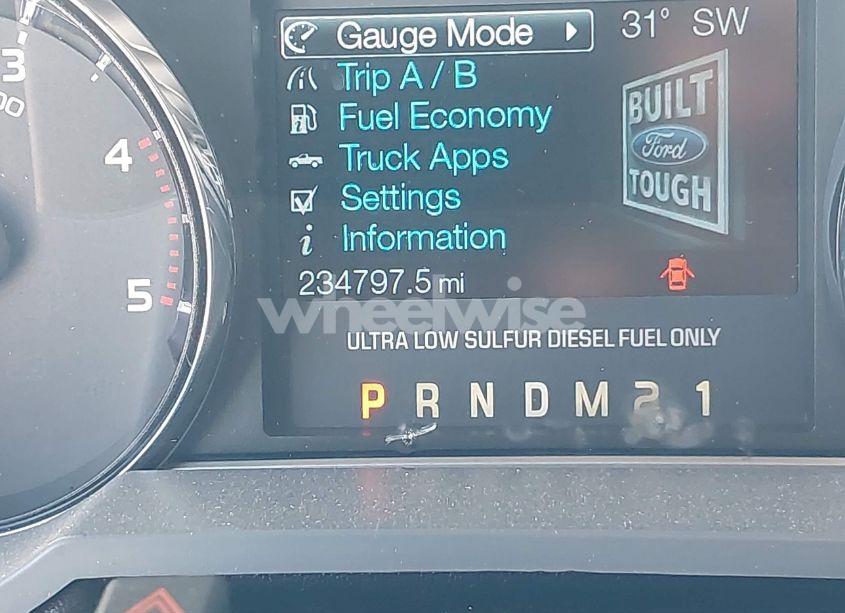 Gauge Mode
31° SW
Trip A / B
Fuel Economy
Truck Apps
Settings
Information
BUILT
Ford
TOUGH
3
00
4
5
234797.5 mi
wheelwise
ULTRA LOW SULFUR DIESEL FUEL ONLY
P R N D M 2 1